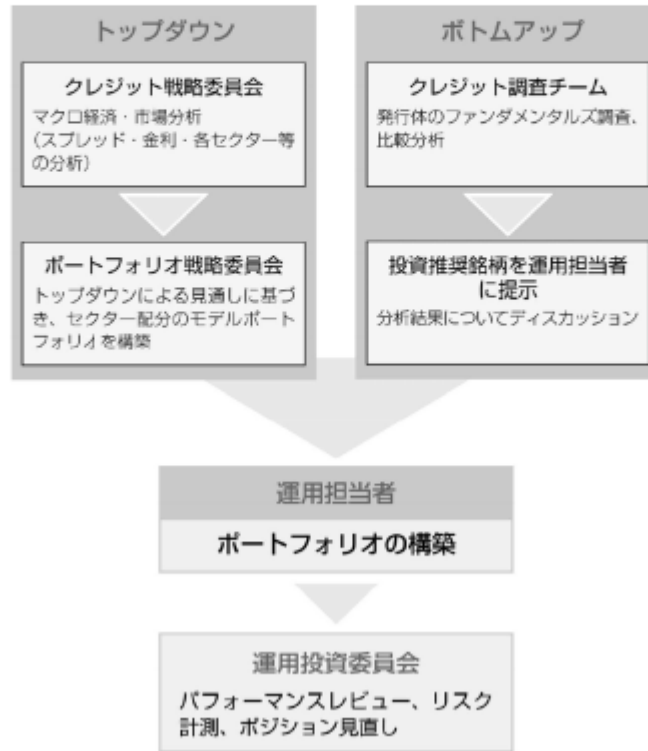 トップダウン
クレジット戦略委員会
マクロ経済・市場分析
(スプレッド・金利・各セクター等
の分析)
ポートフォリオ戦略委員会
トップダウンによる見通しに基づ
き、セクター配分のモデルポート
フォリオを構築
ボトムアップ
クレジット調査チーム
発行体のファンダメンタルズ調査、
比較分析
投資推奨銘柄を運用担当者
に提示
分析結果についてディスカッション
運用担当者
ポートフォリオの構築
運用投資委員会
パフォーマンスレビュー、リスク
計測、ポジション見直し